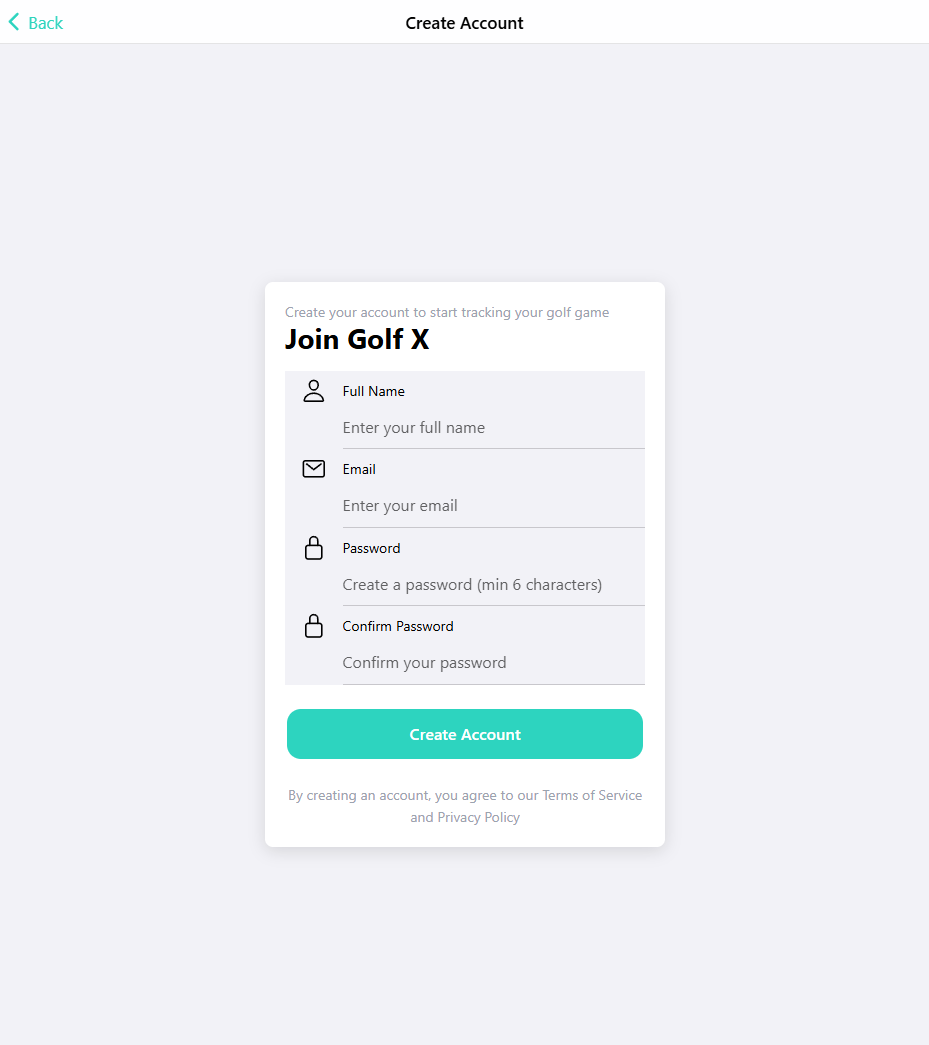 Back
Create Account
Create your account to start tracking your golf game
Join Golf X
Full Name
Enter your full name
Email
Enter your email
Password
Create a password (min 6 characters)
Confirm Password
Confirm your password
Create Account
By creating an account, you agree to our Terms of Service
and Privacy Policy